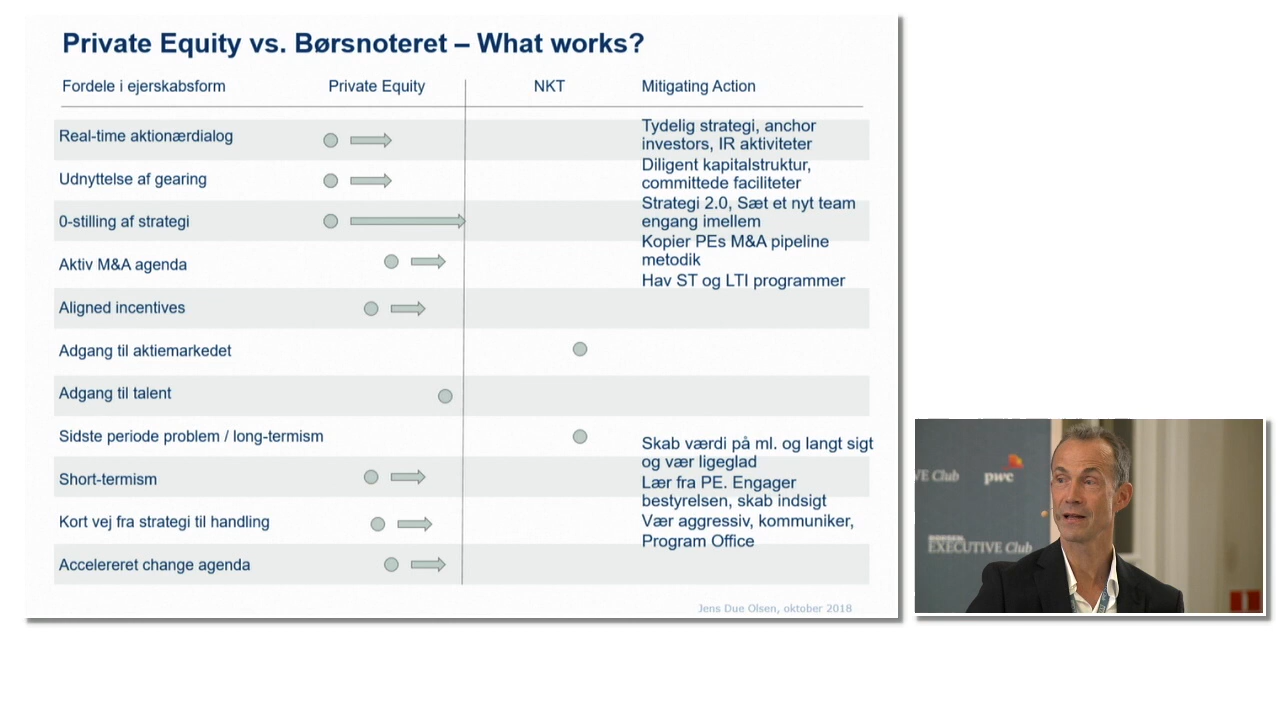 Private Equity vs. Børsnoteret – What works?
Fordele i ejerskabsform
Private Equity
NKT
Mitigating Action
Real-time aktionærdialog
Udnyttelse af gearing
0-stilling af strategi
Aktiv M&A agenda
Aligned incentives
Adgang til aktiemarkedet
Adgang til talent
Sidste periode problem / long-termism
Short-termism
Kort vej fra strategi til handling
Accelereret change agenda
Tydelig strategi, anchor
investors, IR aktiviteter
Diligent kapitalstruktur,
committede faciliteter
Strategi 2.0, Sæt et nyt team
engang imellem
Kopier PEs M&A pipeline
metodik
Hav ST og LTI programmer
Skab værdi på ml. og langt sigt
og vær ligeglad
Lær fra PE. Engager
bestyrelsen, skab indsigt
Vær aggressiv, kommuniker,
Program Office
Jens Due Olsen, oktober 2018
VE Club
pwc
EXECUTIVE Club